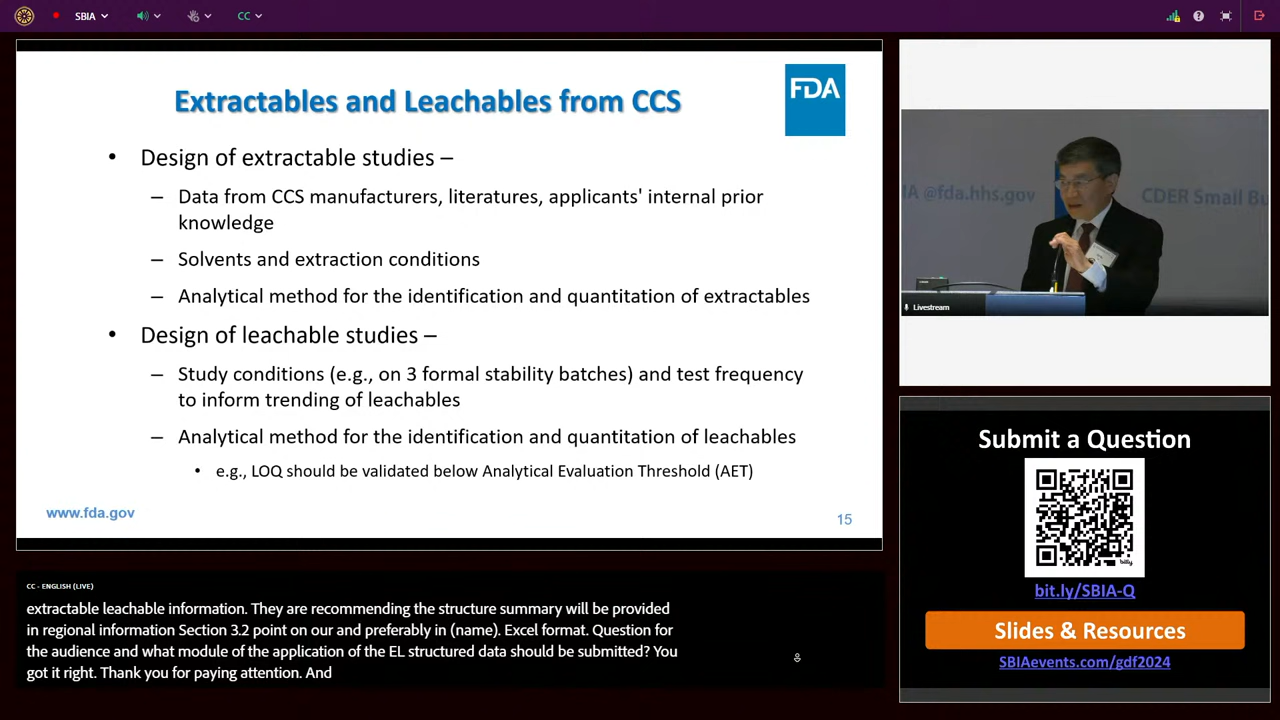 SBIA
CC
Extractables and Leachables from CCS
FDA
• Design of extractable studies –
– Data from CCS manufacturers, literatures, applicants' internal prior
knowledge
– Solvents and extraction conditions
– Analytical method for the identification and quantitation of extractables
• Design of leachable studies –
– Study conditions (e.g., on 3 formal stability batches) and test frequency
to inform trending of leachables
– Analytical method for the identification and quantitation of leachables
• e.g., LOQ should be validated below Analytical Evaluation Threshold (AET)
www.fda.gov
15
IA @fda.hhs.gov
CDER Small Bu
Livestream
Submit a Question
bitly
bit.ly/SBIA-Q
Slides & Resources
SBIAevents.com/gdf2024
CC - ENGLISH (LIVE)
extractable leachable information. They are recommending the structure summary will be provided
in regional information Section 3.2 point on our and preferably in (name). Excel format. Question for
the audience and what module of the application of the EL structured data should be submitted? You
got it right. Thank you for paying attention. And